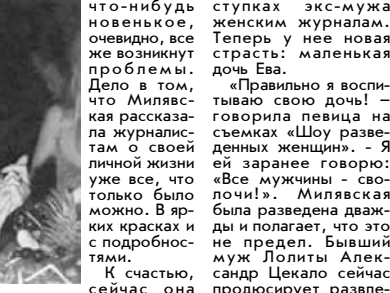 что-нибудь
новенькое,
очевидно, все
же возникнут
проблемы.
Дело в том,
что Милявс-
кая рассказа-
ла журналис-
там о своей
личной жизни
уже все, что
только было
можно. В яр-
ких красках и
с подробнос-
тями.
К счастью,
сейчас она
ступках экс-мужа
женским журналам.
Теперь у нее новая
страсть: маленькая
дочь Ева.
«Правильно я воспи-
тываю свою дочь! –
говорила певица на
съемках «Шоу разве-
денных женщин». - Я
ей заранее говорю:
«Все мужчины - сво-
лочи!». Милявская
была разведена дваж-
ды и полагает, что это
не предел. Бывший
муж Лолиты Алек-
сандр Цекало сейчас
продюсирует развле-